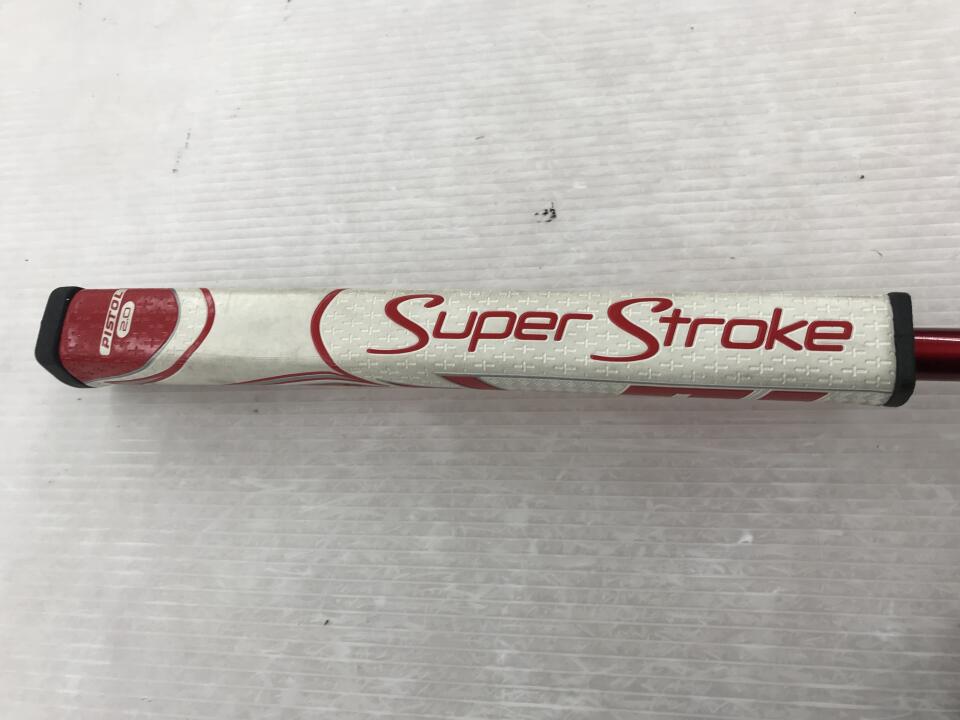 PISTOL
2.0
Super Stroke